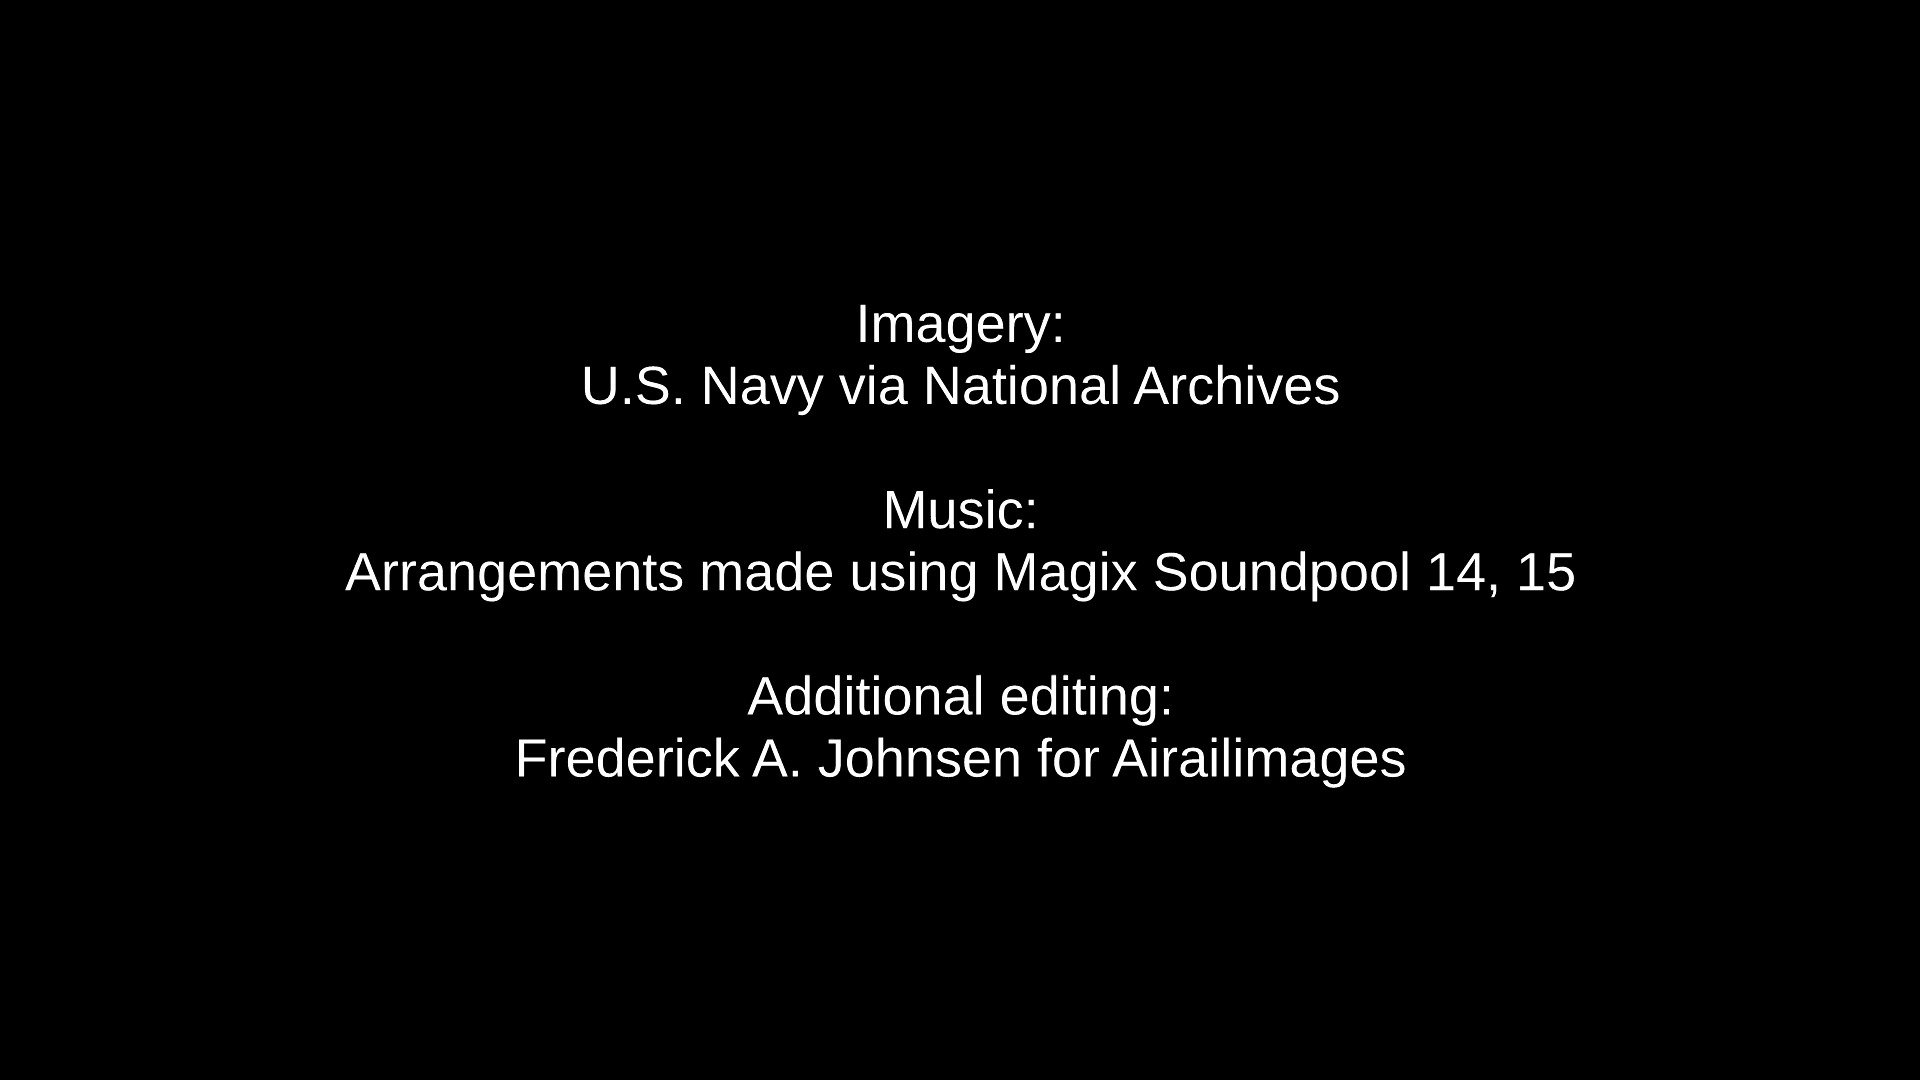 Imagery:
U.S. Navy via National Archives
Music:
Arrangements made using Magix Soundpool 14, 15
Additional editing:
Frederick A. Johnsen for Airailimages